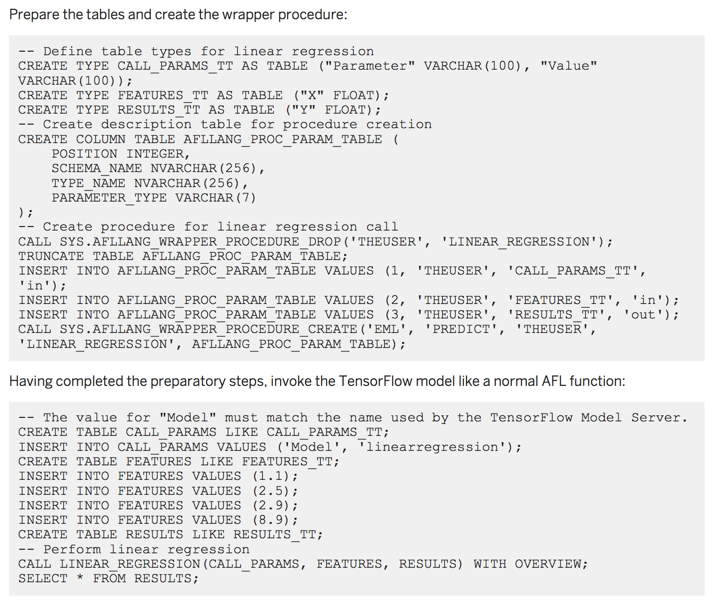 Prepare the tables and create the wrapper procedure:
-- Define table types for linear regression
CREATE TYPE CALL_PARAMS_TT AS TABLE ("Parameter" VARCHAR(100), "Value"
VARCHAR(100));
CREATE TYPE FEATURES_TT AS TABLE ("X" FLOAT);
CREATE TYPE RESULTS_TT AS TABLE ("Y" FLOAT);
-- Create description table for procedure creation
CREATE COLUMN TABLE AFLLANG_PROC_PARAM_TABLE (
    POSITION INTEGER,
    SCHEMA_NAME NVARCHAR(256),
    TYPE_NAME NVARCHAR(256),
    PARAMETER_TYPE VARCHAR(7)
);
-- Create procedure for linear regression call
CALL SYS.AFLLANG_WRAPPER_PROCEDURE_DROP('THEUSER', 'LINEAR_REGRESSION');
TRUNCATE TABLE AFLLANG_PROC_PARAM_TABLE;
INSERT INTO AFLLANG_PROC_PARAM_TABLE VALUES (1, 'THEUSER', 'CALL_PARAMS_TT',
'in');
INSERT INTO AFLLANG_PROC_PARAM_TABLE VALUES (2, 'THEUSER', 'FEATURES_TT', 'in');
INSERT INTO AFLLANG_PROC_PARAM_TABLE VALUES (3, 'THEUSER', 'RESULTS_TT', 'out');
CALL SYS.AFLLANG_WRAPPER_PROCEDURE_CREATE('EML', 'PREDICT', 'THEUSER',
'LINEAR_REGRESSION', AFLLANG_PROC_PARAM_TABLE);
Having completed the preparatory steps, invoke the TensorFlow model like a normal AFL function:
-- The value for "Model" must match the name used by the TensorFlow Model Server.
CREATE TABLE CALL_PARAMS LIKE CALL_PARAMS_TT;
INSERT INTO CALL_PARAMS VALUES ('Model', 'linearregression');
CREATE TABLE FEATURES LIKE FEATURES_TT;
INSERT INTO FEATURES VALUES (1.1);
INSERT INTO FEATURES VALUES (2.5);
INSERT INTO FEATURES VALUES (2.9);
INSERT INTO FEATURES VALUES (8.9);
CREATE TABLE RESULTS LIKE RESULTS_TT;
-- Perform linear regression
CALL LINEAR_REGRESSION(CALL_PARAMS, FEATURES, RESULTS) WITH OVERVIEW;
SELECT * FROM RESULTS;